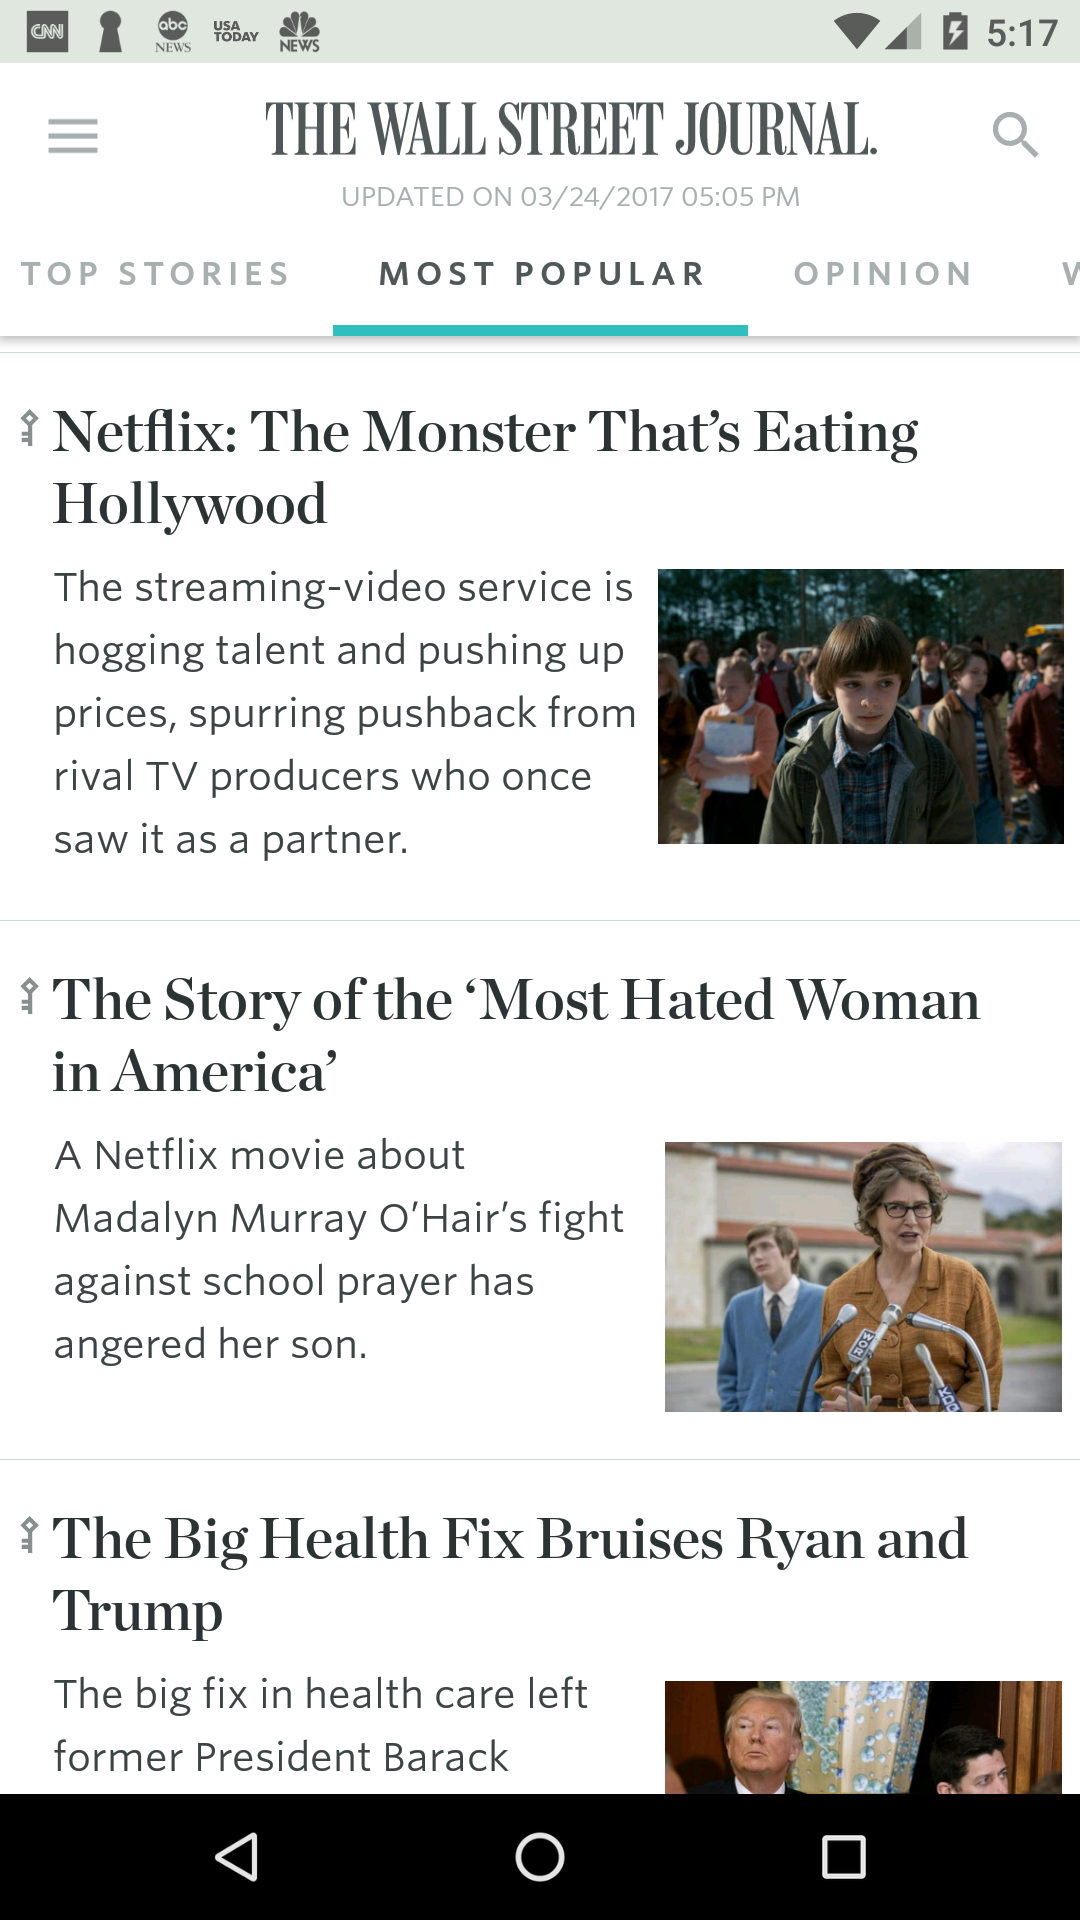 CNN abc NEWS USA TODAY NEWS 5:17
THE WALL STREET JOURNAL.
UPDATED ON 03/24/2017 05:05 PM
TOP STORIES MOST POPULAR OPINION
Netflix: The Monster That’s Eating
Hollywood
The streaming-video service is
hogging talent and pushing up
prices, spurring pushback from
rival TV producers who once
saw it as a partner.
The Story of the ‘Most Hated Woman
in America’
A Netflix movie about
Madalyn Murray O’Hair’s fight
against school prayer has
angered her son.
WOR
The Big Health Fix Bruises Ryan and
Trump
The big fix in health care left
former President Barack